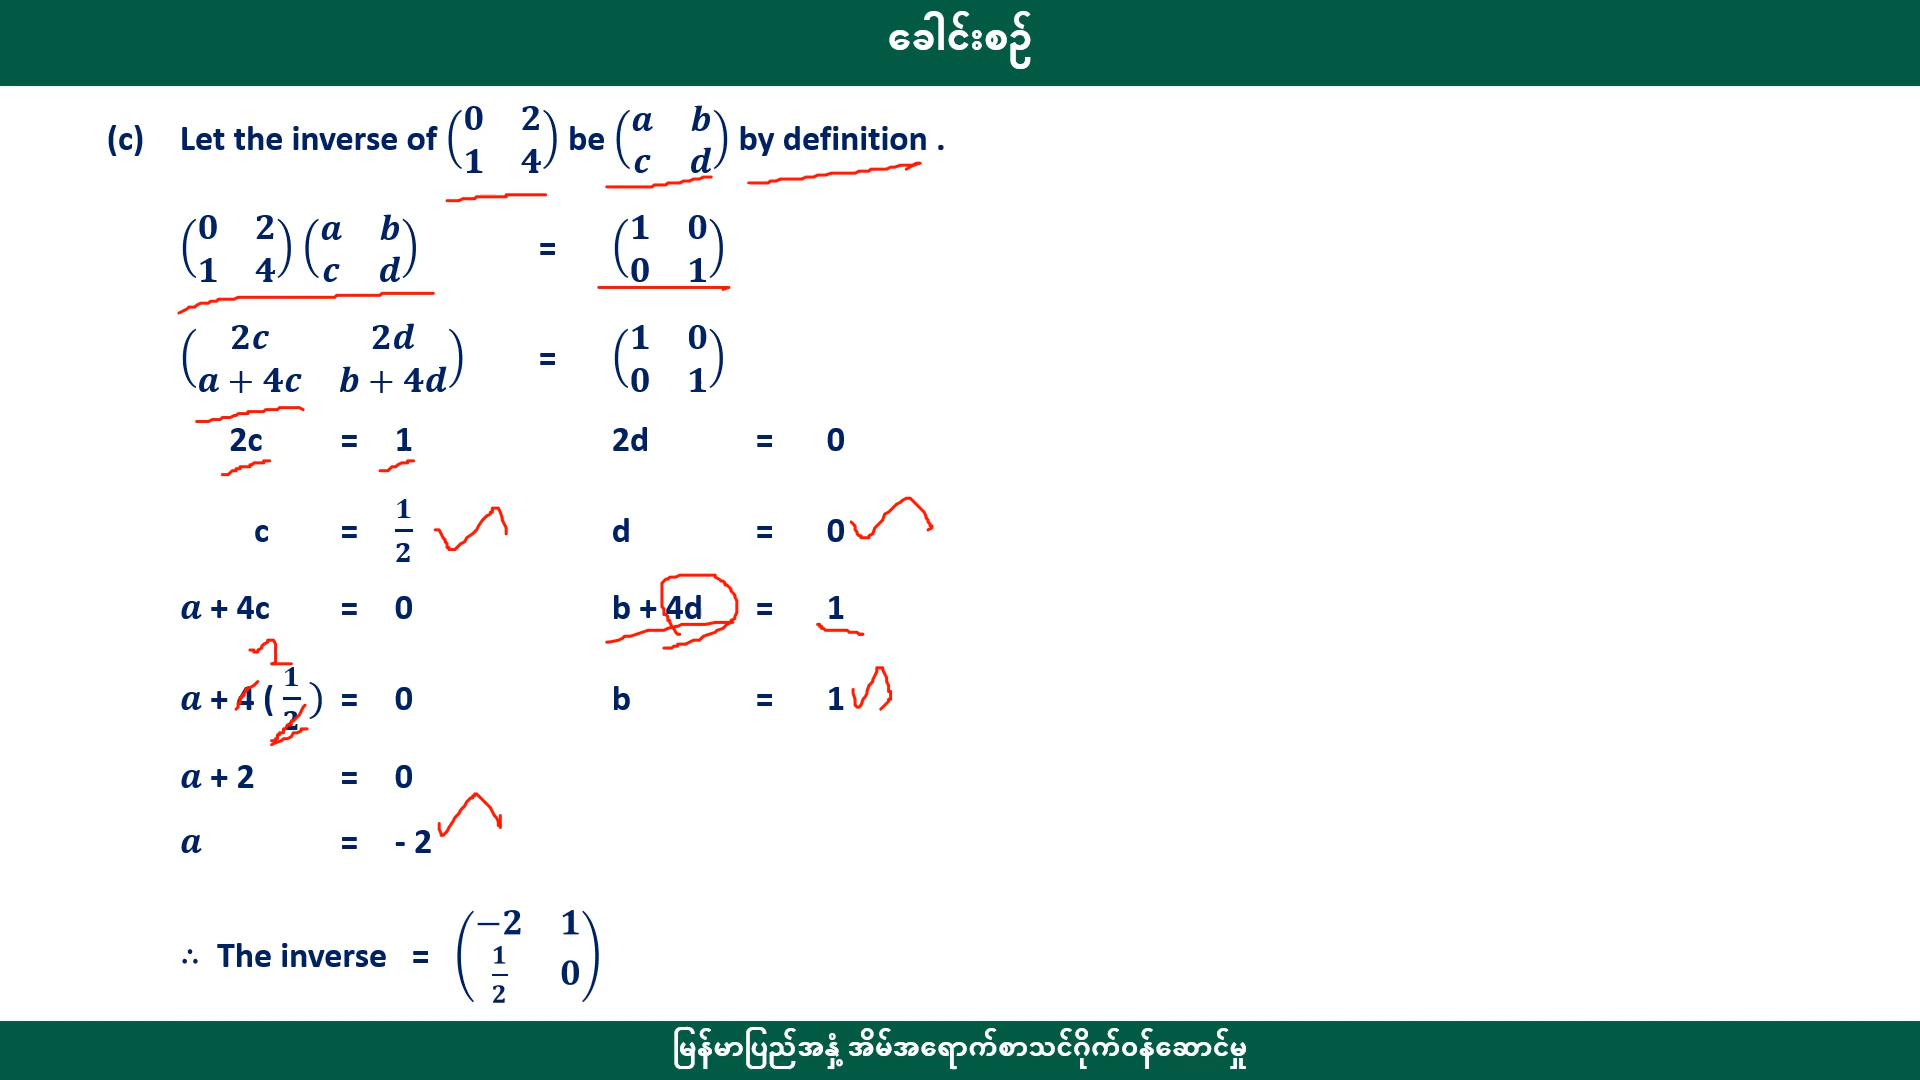 ခေါင်းစဉ်
(c) Let the inverse of (0 2 / 1 4) be (a b / c d) by definition .
(0 2 / 1 4) (a b / c d) = (1 0 / 0 1)
(2c 2d / a + 4c b + 4d) = (1 0 / 0 1)
2c = 1 2d = 0
c = 1/2 d = 0
a + 4c = 0 b + 4d = 1
2
a + 4 ( 1/2 ) = 0 b = 1
a + 2 = 0
a = - 2
∴ The inverse = (−2 1 / 1/2 0)
မြန်မာပြည်အနှံ့ အိမ်အရောက်စာသင်ဂိုက်ဝန်ဆောင်မှု